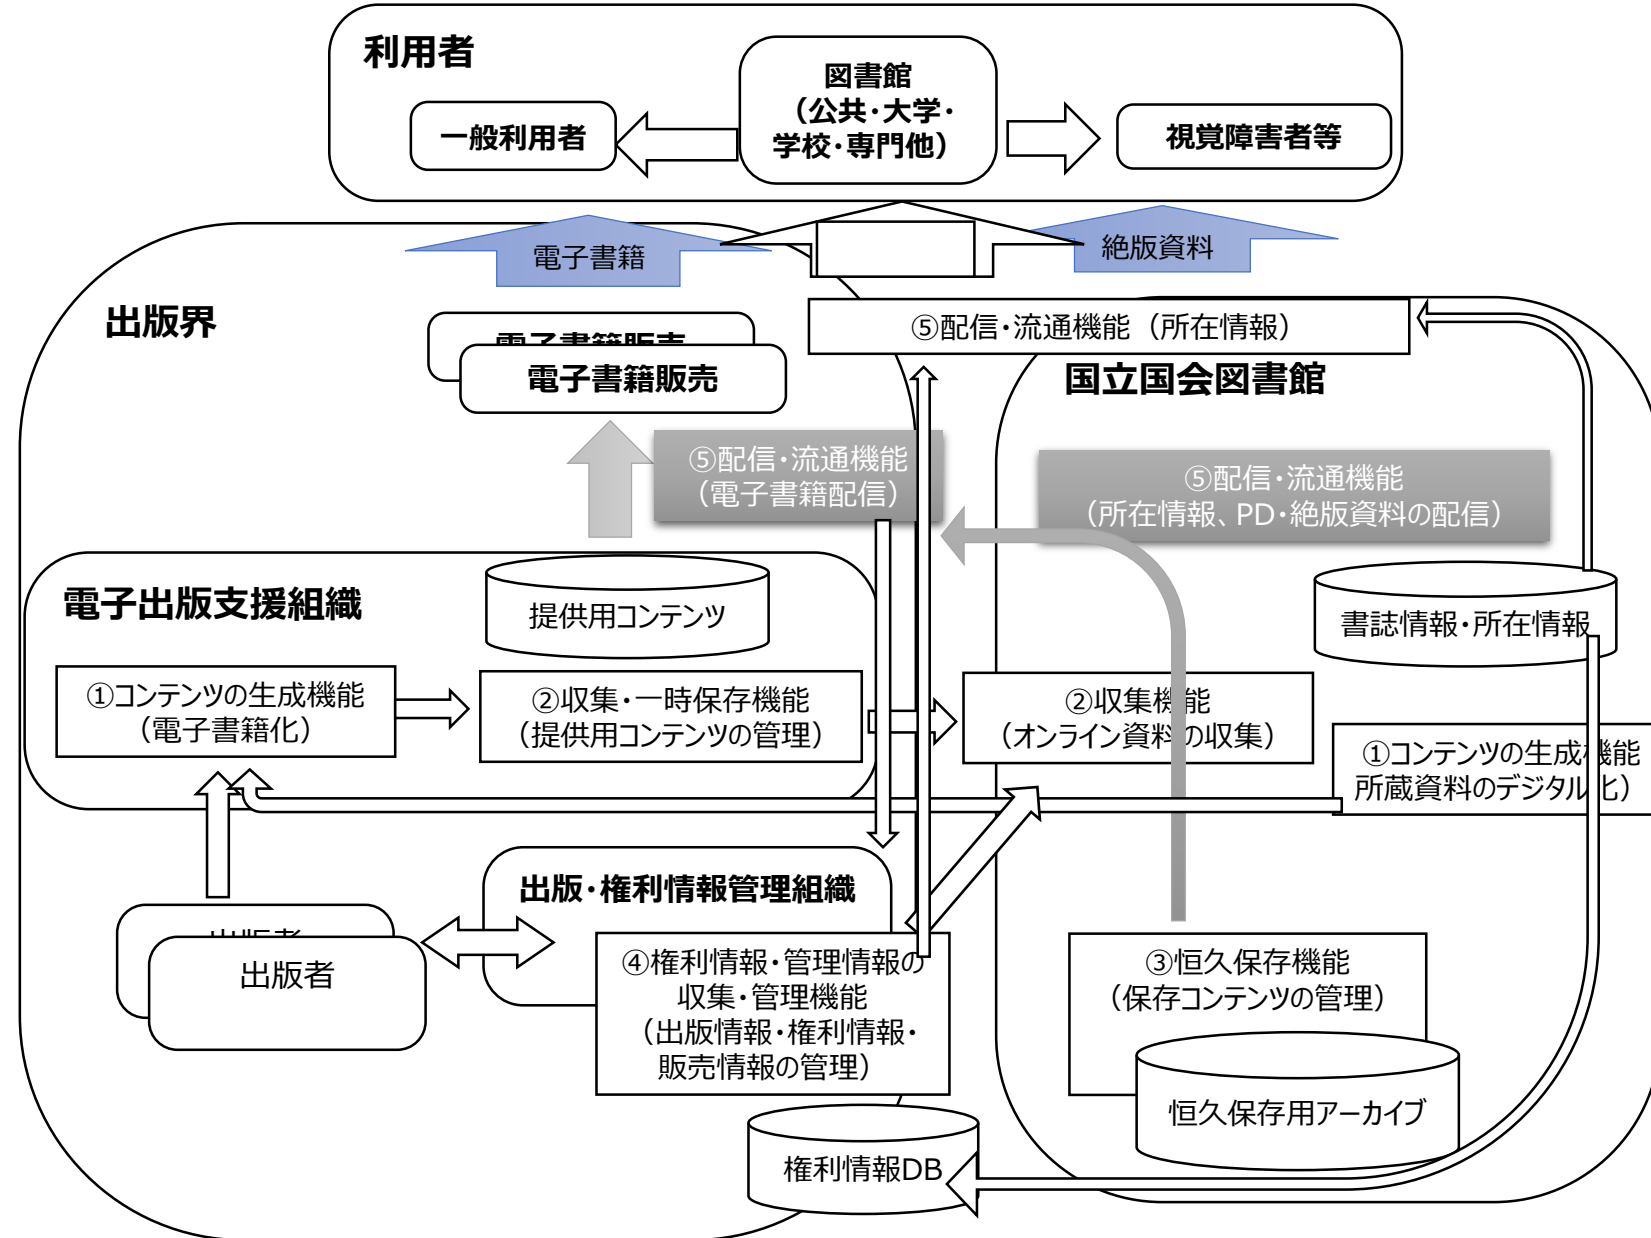 利用者
図書館
（公共・大学・
学校・専門他）
一般利用者
視覚障害者等
電子書籍
絶版資料
出版界
電子書籍販売
電子書籍販売
⑤配信・流通機能（所在情報）
国立国会図書館
⑤配信・流通機能
（電子書籍配信）
⑤配信・流通機能
（所在情報、PD・絶版資料の配信）
電子出版支援組織
提供用コンテンツ
書誌情報・所在情報
①コンテンツの生成機能
（電子書籍化）
②収集・一時保存機能
（提供用コンテンツの管理）
②収集機能
（オンライン資料の収集）
①コンテンツの生成機能
所蔵資料のデジタル化）
出版・権利情報管理組織
出版者
出版者
④権利情報・管理情報の
収集・管理機能
（出版情報・権利情報・
販売情報の管理）
③恒久保存機能
（保存コンテンツの管理）
恒久保存用アーカイブ
権利情報DB